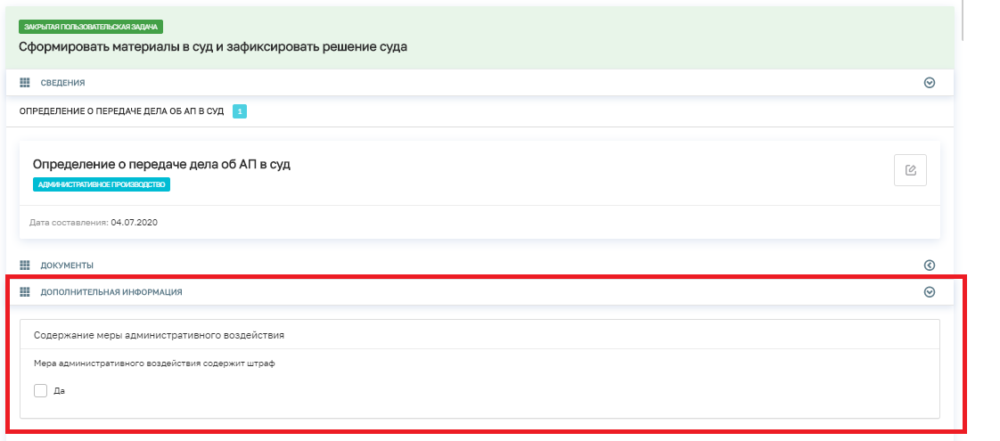 ЗАКРЫТАЯ ПОЛЬЗОВАТЕЛЬСКАЯ ЗАДАЧА
Сформировать материалы в суд и зафиксировать решение суда
СВЕДЕНИЯ
ОПРЕДЕЛЕНИЕ О ПЕРЕДАЧЕ ДЕЛА ОБ АП В СУД 1
Определение о передаче дела об АП в суд
АДМИНИСТРАТИВНОЕ ПРОИЗВОДСТВО
Дата составления: 04.07.2020
ДОКУМЕНТЫ
ДОПОЛНИТЕЛЬНАЯ ИНФОРМАЦИЯ
Содержание меры административного воздействия
Мера административного воздействия содержит штраф
Да